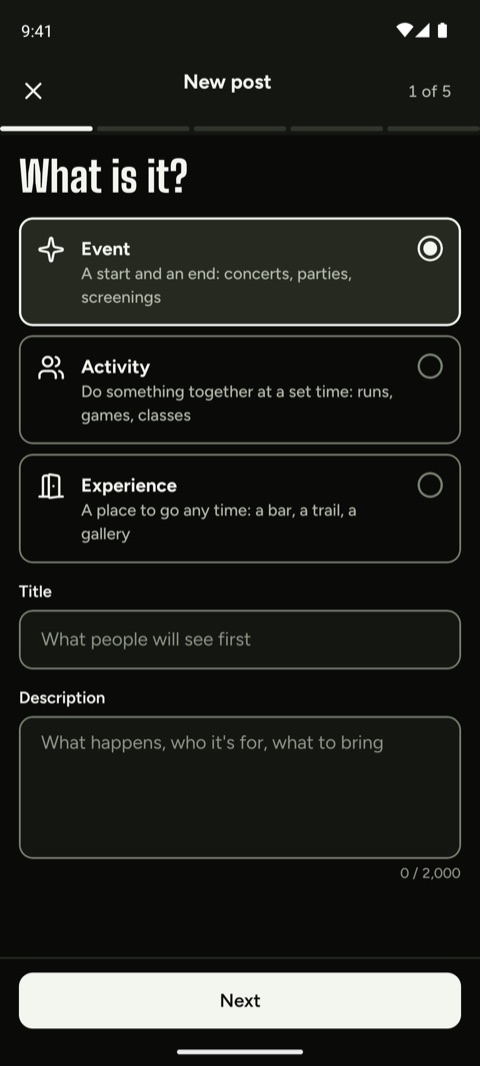 9:41
New post
1 of 5
What is it?
Event
A start and an end: concerts, parties,
screenings
Activity
Do something together at a set time: runs,
games, classes
Experience
A place to go any time: a bar, a trail, a
gallery
Title
What people will see first
Description
What happens, who it's for, what to bring
0 / 2,000
Next